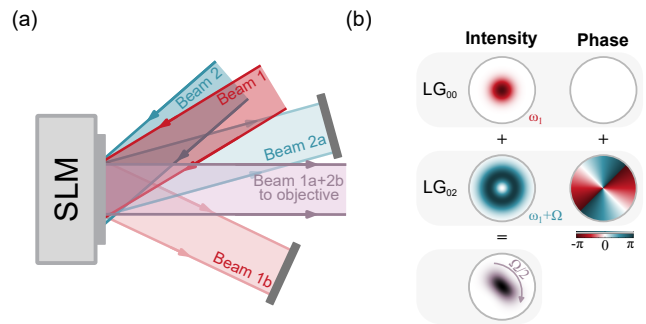 (a)
SLM
Beam 2
Beam 1
Beam 2a
Beam 1a+2b
to objective
Beam 1b
(b)
Intensity
Phase
LG₀₀
ω₁
+
+
LG₀₂
ω₁+Ω
=
-π
0
π
Ω/2